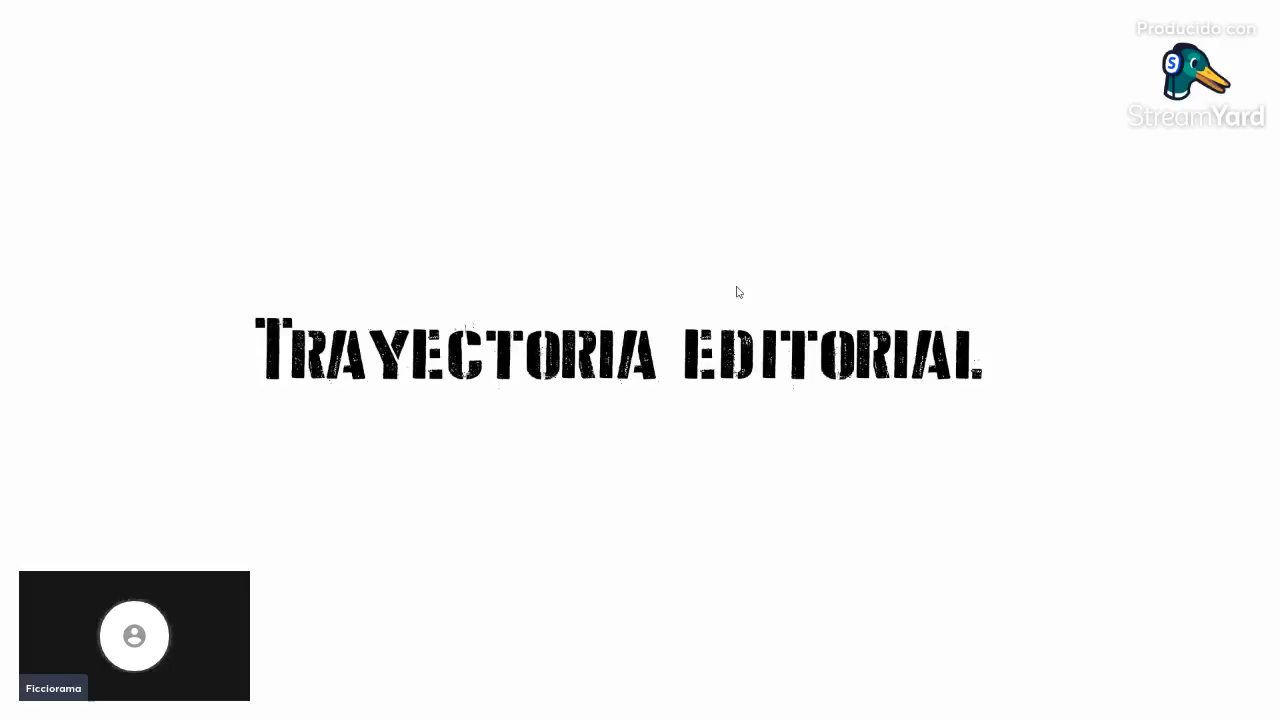 Producido con
S
StreamYard
Trayectoria editorial
Ficciorama